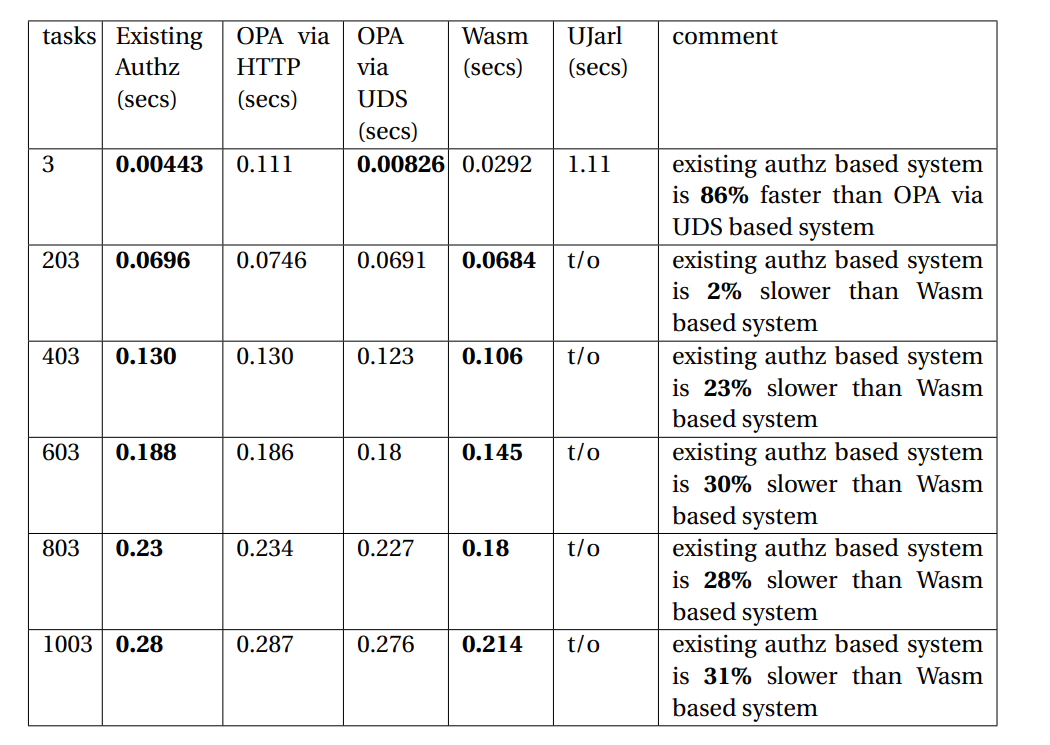 tasks Existing Authz (secs) OPA via HTTP (secs) OPA via UDS (secs) Wasm (secs) UJarl (secs) comment
3 0.00443 0.111 0.00826 0.0292 1.11 existing authz based system
is 86% faster than OPA via
UDS based system
203 0.0696 0.0746 0.0691 0.0684 t/o existing authz based system
is 2% slower than Wasm
based system
403 0.130 0.130 0.123 0.106 t/o existing authz based system
is 23% slower than Wasm
based system
603 0.188 0.186 0.18 0.145 t/o existing authz based system
is 30% slower than Wasm
based system
803 0.23 0.234 0.227 0.18 t/o existing authz based system
is 28% slower than Wasm
based system
1003 0.28 0.287 0.276 0.214 t/o existing authz based system
is 31% slower than Wasm
based system